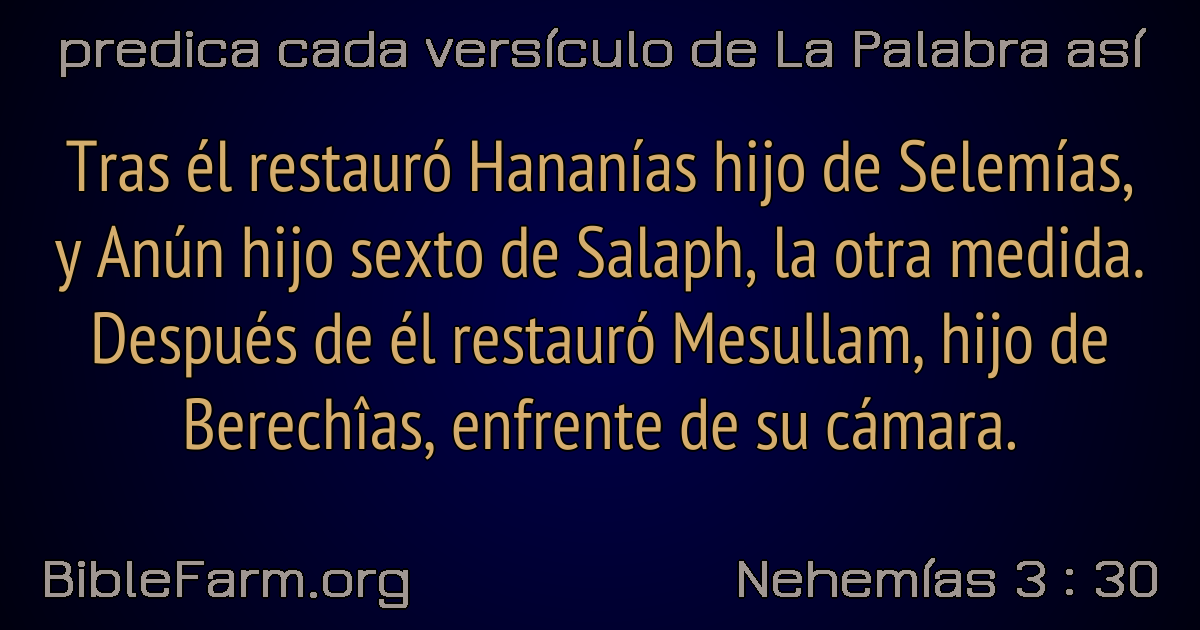 predica cada versículo de La Palabra así
Tras él restauró Hananías hijo de Selemías,
y Anún hijo sexto de Salaph, la otra medida.
Después de él restauró Mesullam, hijo de
Berechîas, enfrente de su cámara.
BibleFarm.org
Nehemías 3 : 30